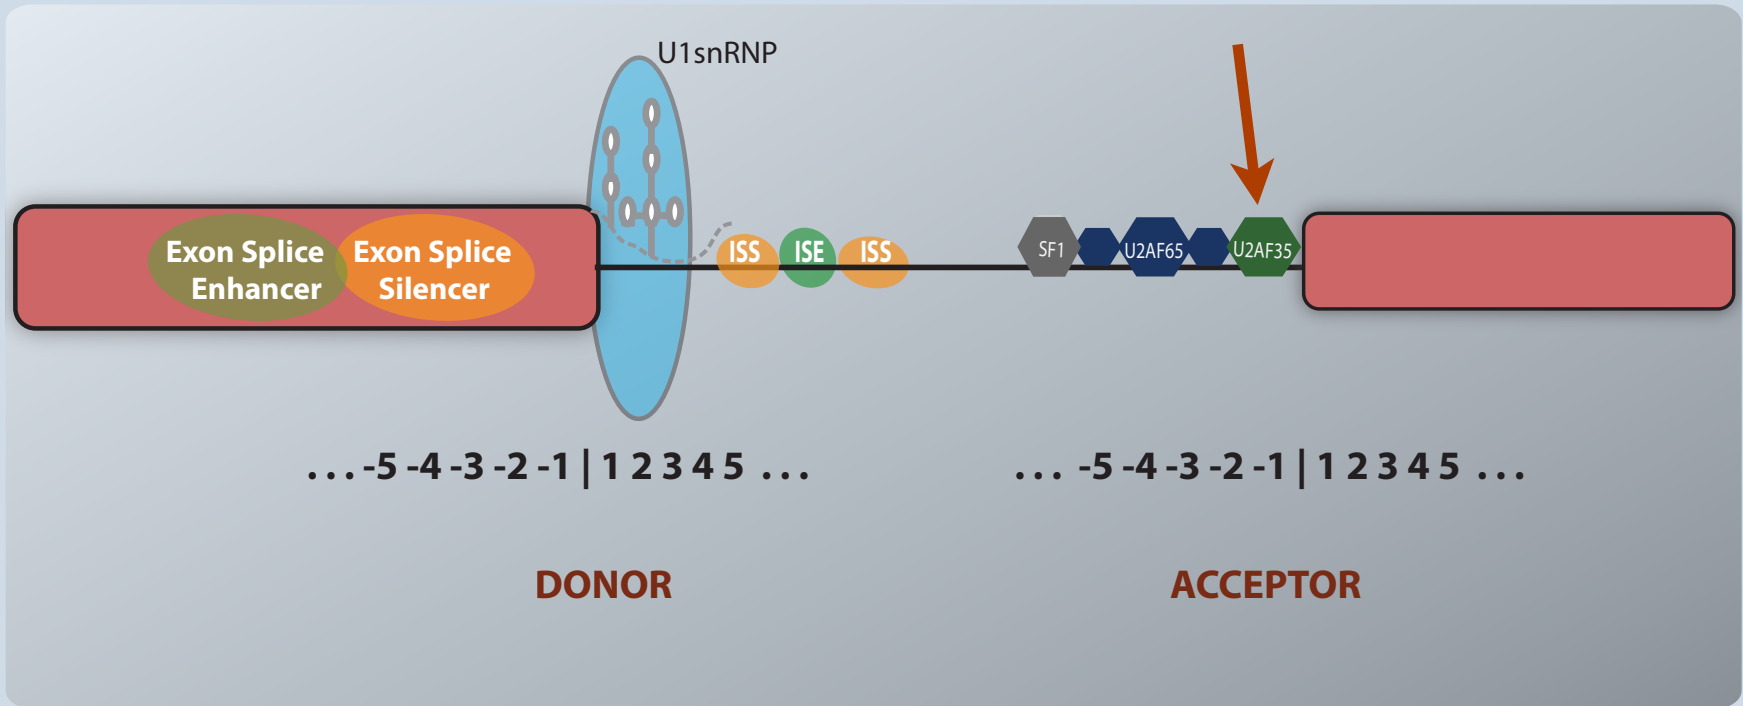 U1snRNP
Exon Splice
Enhancer
Exon Splice
Silencer
ISS
ISE
ISS
SF1
U2AF65
U2AF35
. . . -5 -4 -3 -2 -1 | 1 2 3 4 5 . . .
. . . -5 -4 -3 -2 -1 | 1 2 3 4 5 . . .
DONOR
ACCEPTOR